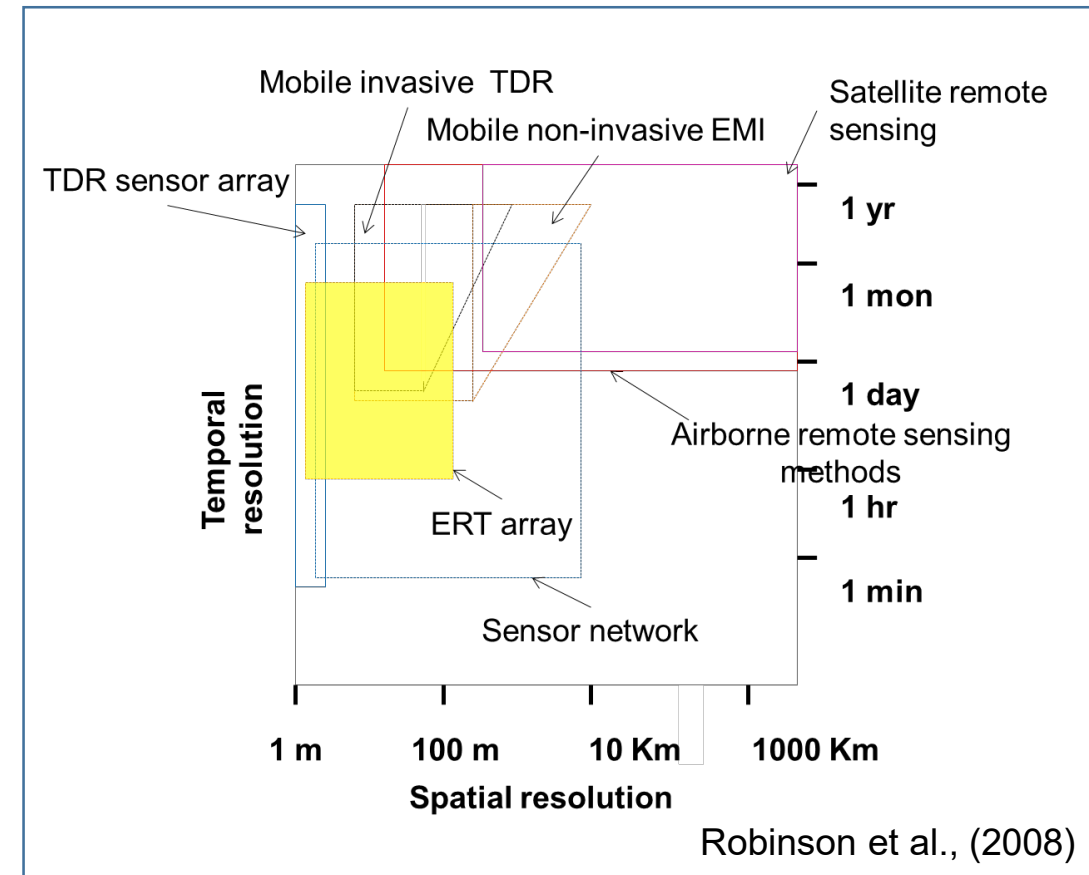 Mobile invasive TDR
Satellite remote
sensing
Mobile non-invasive EMI
TDR sensor array
1 yr
1 mon
1 day
Airborne remote sensing
methods
Temporal
resolution
1 hr
ERT array
1 min
Sensor network
1 m
100 m
10 Km
1000 Km
Spatial resolution
Robinson et al., (2008)